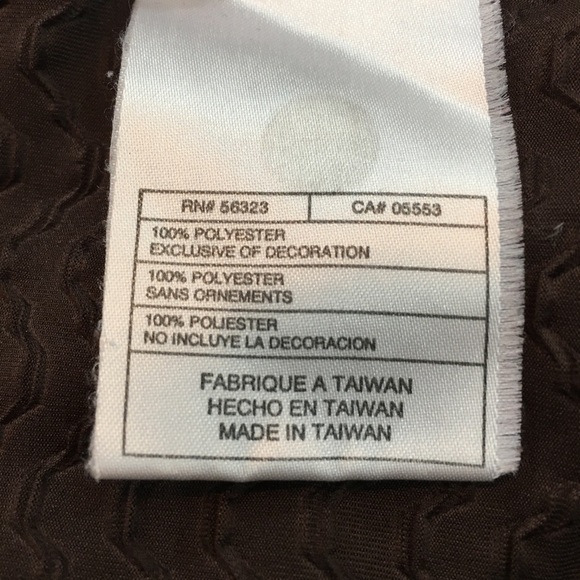 RN# 56323 CA# 05553
100% POLYESTER
EXCLUSIVE OF DECORATION
100% POLYESTER
SANS ORNEMENTS
100% POLIESTER
NO INCLUYE LA DECORACION
FABRIQUE A TAIWAN
HECHO EN TAIWAN
MADE IN TAIWAN